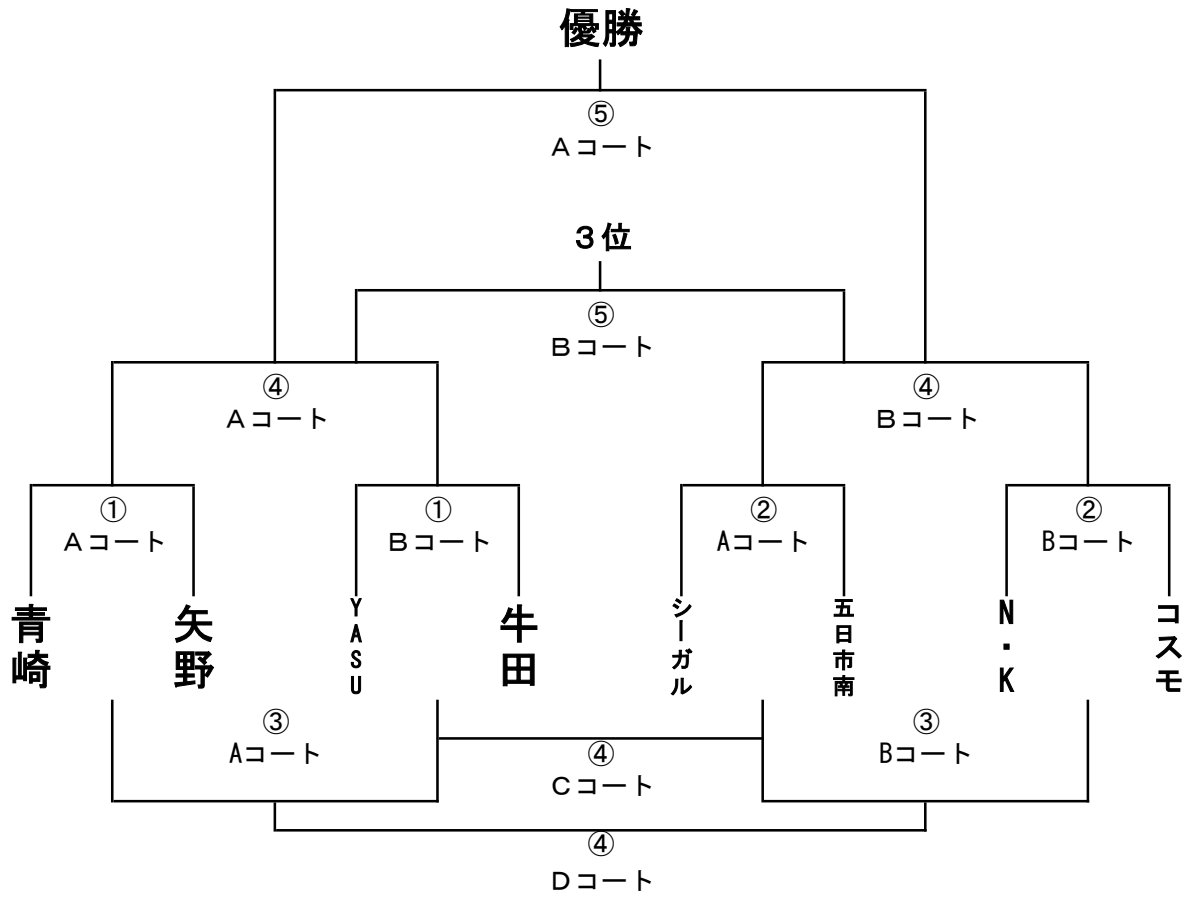 優勝
⑤
Aコート
3位
⑤
Bコート
④
Aコート
④
Bコート
①
Aコート
①
Bコート
②
Aコート
②
Bコート
青崎
矢野
YASU
牛田
シーガル
五日市南
N・K
コスモ
③
Aコート
③
Bコート
④
Cコート
④
Dコート